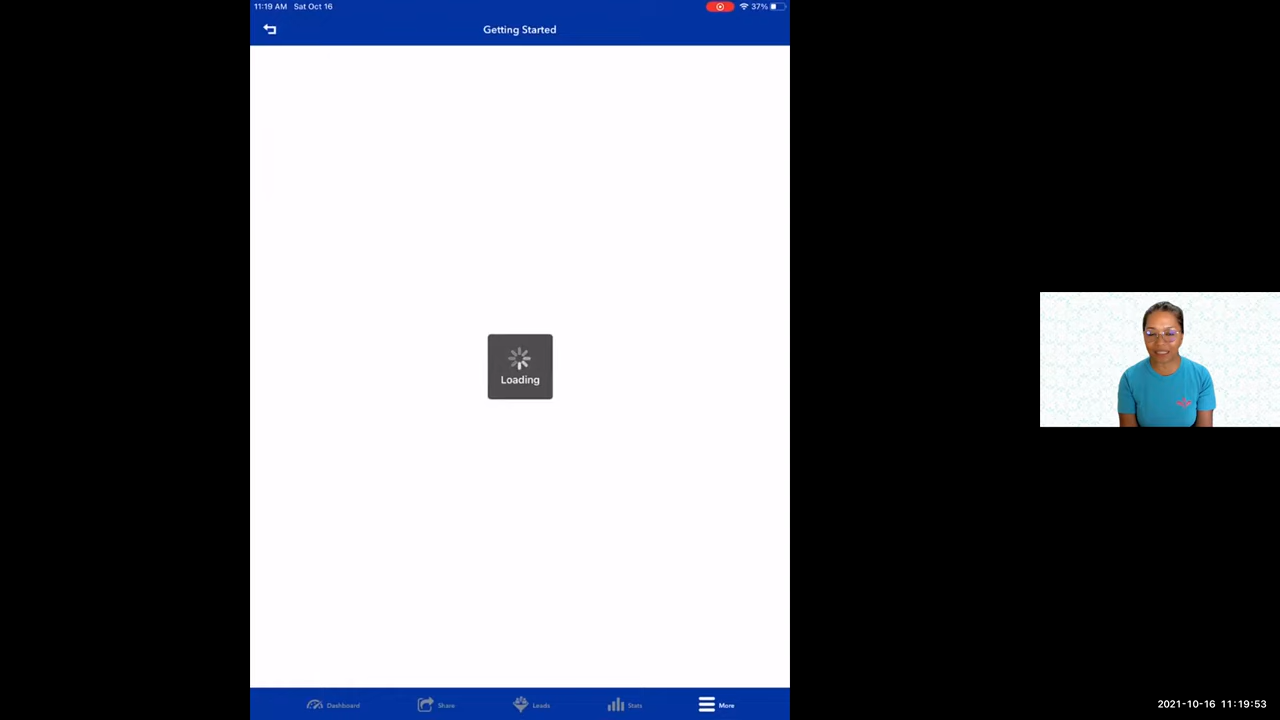 11:19 AM Sat Oct 16
37%
Getting Started
Loading
Dashboard
Share
Leads
Stats
More
2021-10-16 11:19:53